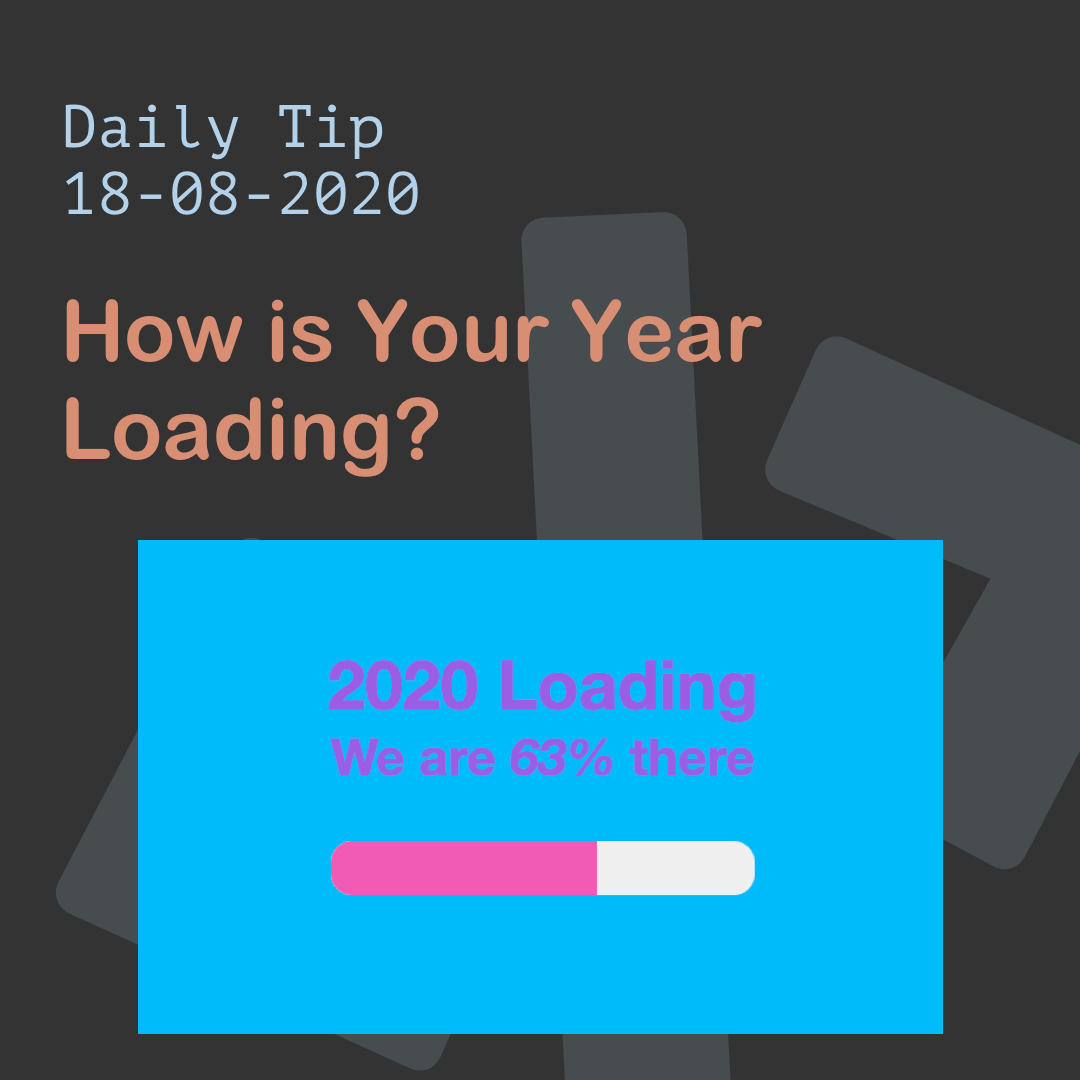 Daily Tip
18-08-2020
How is Your Year
Loading?
2020 Loading
We are 63% there